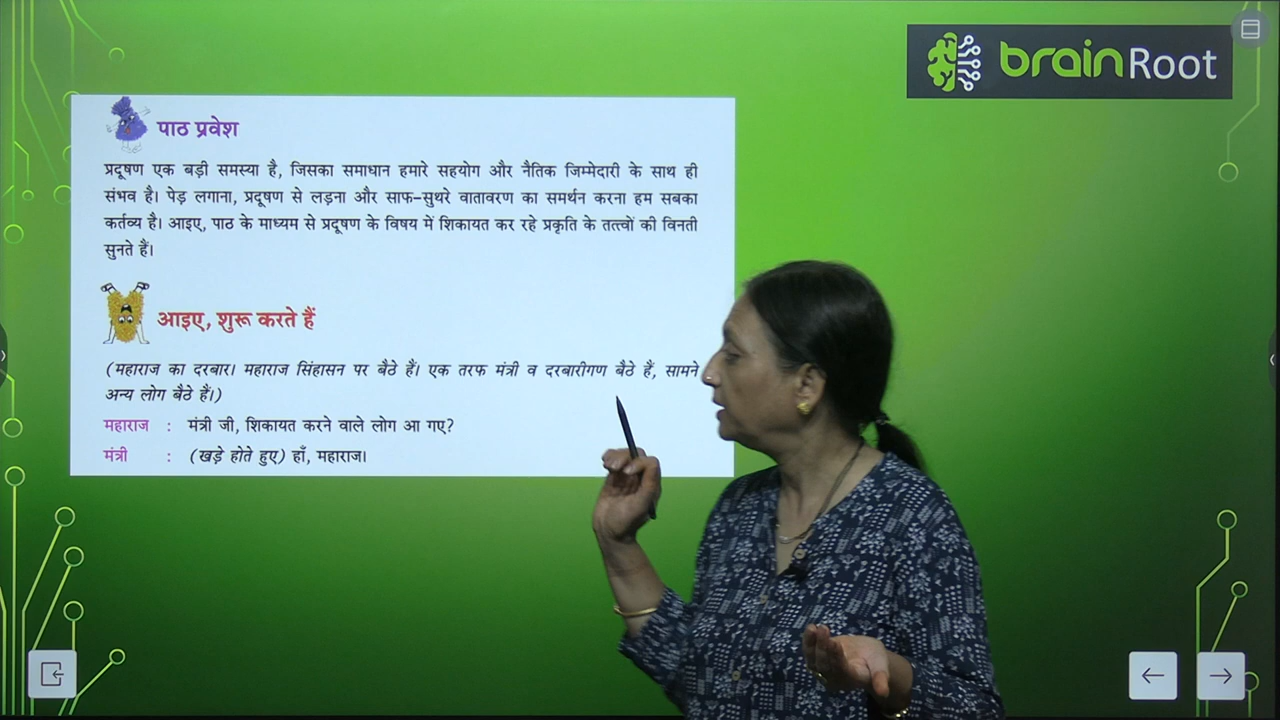 brainRoot
पाठ प्रवेश
प्रदूषण एक बड़ी समस्या है, जिसका समाधान हमारे सहयोग और नैतिक जिम्मेदारी के साथ ही
संभव है। पेड़ लगाना, प्रदूषण से लड़ना और साफ-सुथरे वातावरण का समर्थन करना हम सबका
कर्तव्य है। आइए, पाठ के माध्यम से प्रदूषण के विषय में शिकायत कर रहे प्रकृति के तत्त्वों की विनती
सुनते हैं।
आइए, शुरू करते हैं
(महाराज का दरबार। महाराज सिंहासन पर बैठे हैं। एक तरफ मंत्री व दरबारीगण बैठे हैं, सामने
अन्य लोग बैठे हैं।)
महाराज : मंत्री जी, शिकायत करने वाले लोग आ गए?
मंत्री : (खड़े होते हुए) हाँ, महाराज।